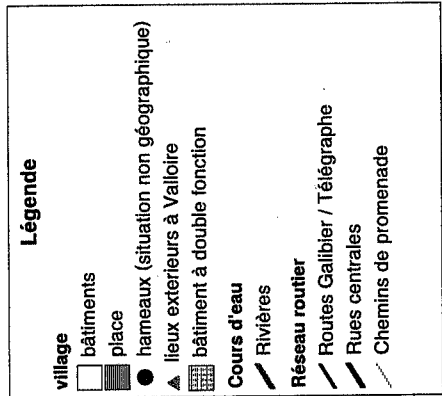 Légende
village
bâtiments
place
hameaux (situation non géographique)
lieux exterieurs à Valloire
bâtiment à double fonction
Cours d'eau
Rivières
Réseau routier
Routes Galibier / Télégraphe
Rues centrales
Chemins de promenade